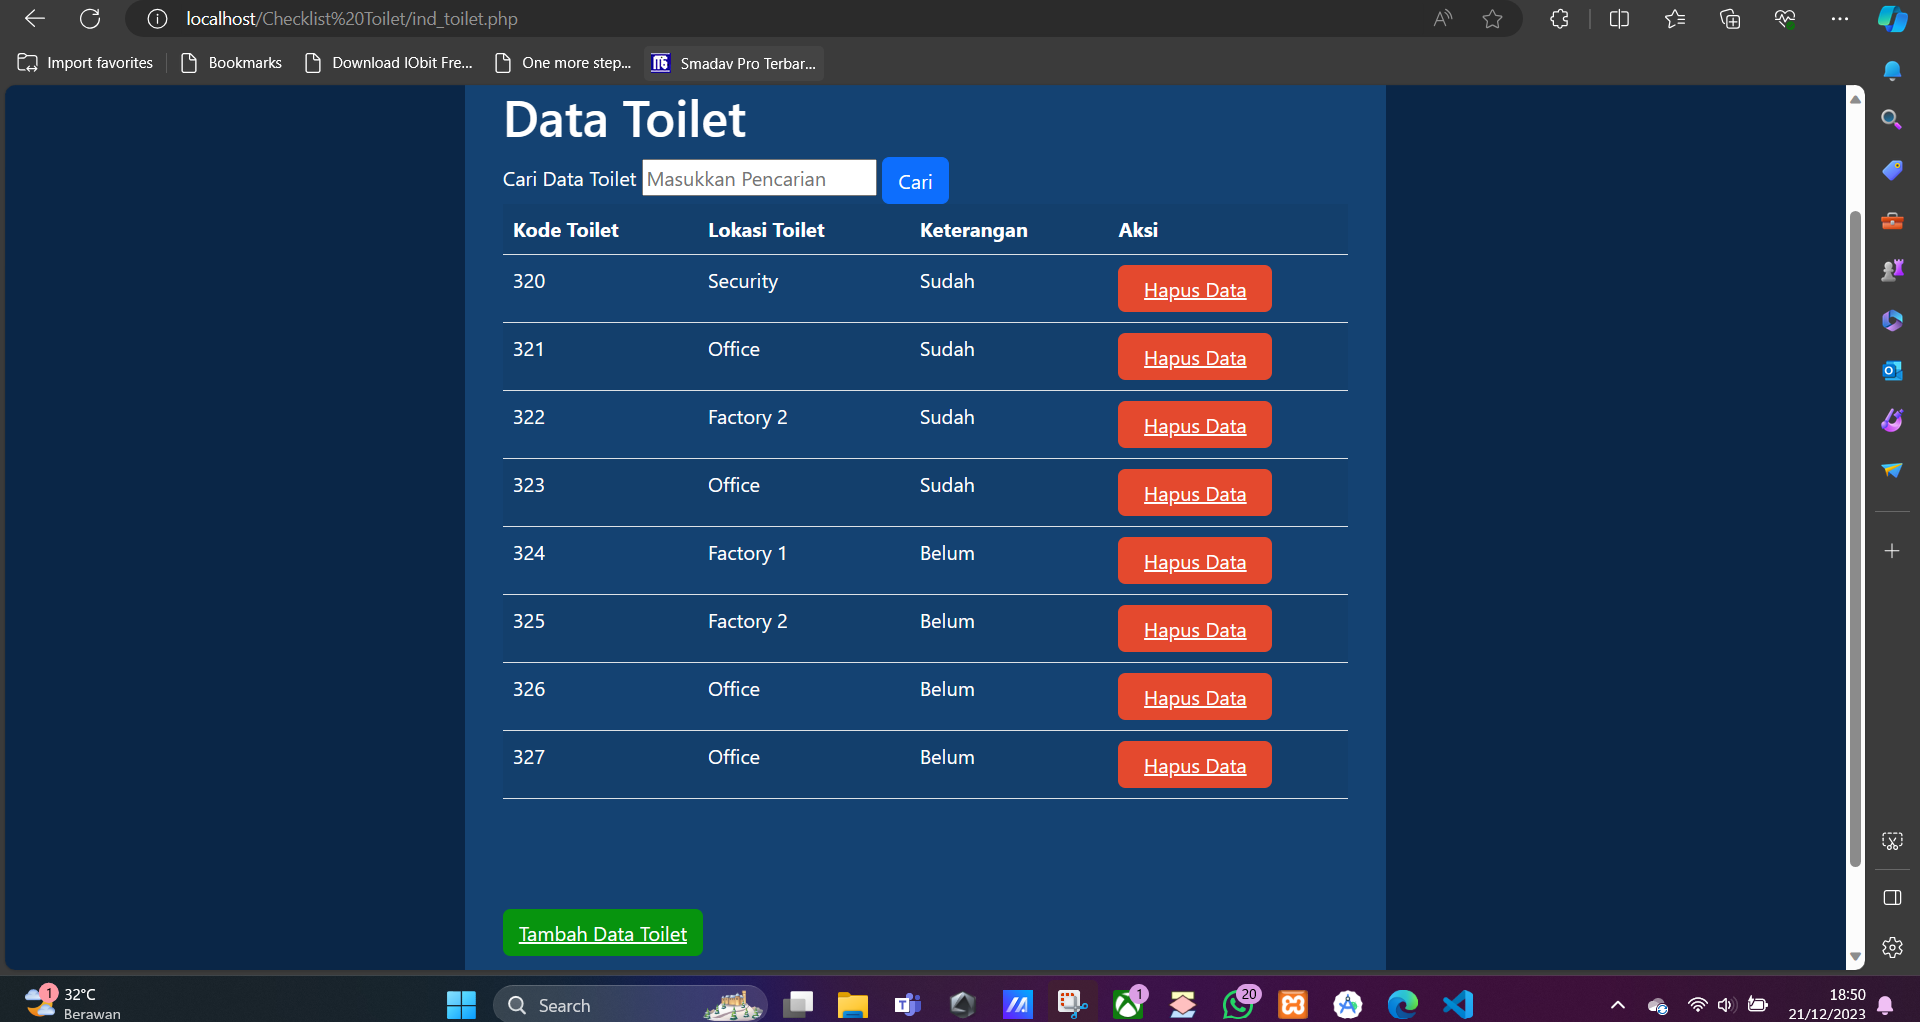 localhost/Checklist%20Toilet/ind_toilet.php
Import favorites Bookmarks Download IObit Fre... One more step... Smadav Pro Terbar...
Data Toilet
Cari Data Toilet Masukkan Pencarian Cari
Kode Toilet Lokasi Toilet Keterangan Aksi
320 Security Sudah Hapus Data
321 Office Sudah Hapus Data
322 Factory 2 Sudah Hapus Data
323 Office Sudah Hapus Data
324 Factory 1 Belum Hapus Data
325 Factory 2 Belum Hapus Data
326 Office Belum Hapus Data
327 Office Belum Hapus Data
Tambah Data Toilet
1 32°C
Berawan
Search
1
20
18:50
21/12/2023